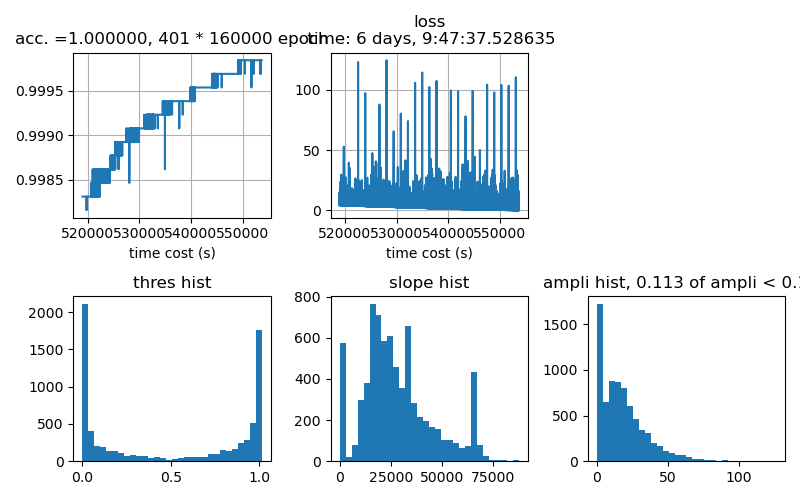 loss
acc. =1.000000, 401 * 160000 epoch
time: 6 days, 9:47:37.528635
0.9995
0.9990
0.9985
520000 530000 540000 550000
time cost (s)
100
50
0
520000 530000 540000 550000
time cost (s)
thres hist
2000
1500
1000
500
0
0.0 0.5 1.0
slope hist
800
600
400
200
0
0 25000 50000 75000
ampli hist, 0.113 of ampli < 0.
1500
1000
500
0
0 50 100